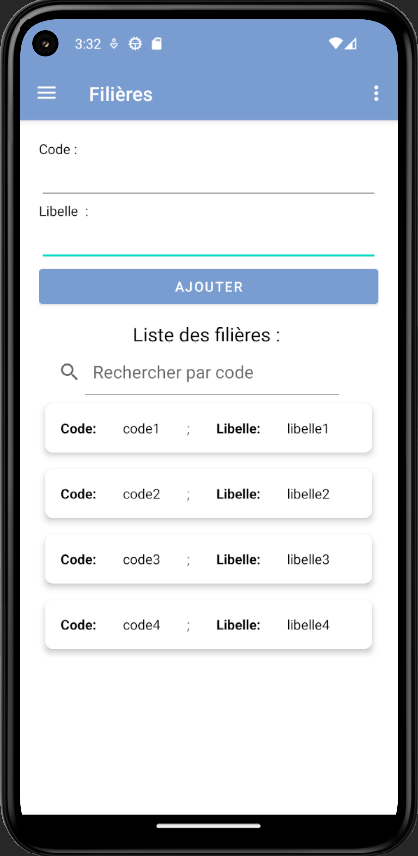 3:32
Filières
Code :
Libelle :
AJOUTER
Liste des filières :
Rechercher par code
Code: code1 ; Libelle: libelle1
Code: code2 ; Libelle: libelle2
Code: code3 ; Libelle: libelle3
Code: code4 ; Libelle: libelle4